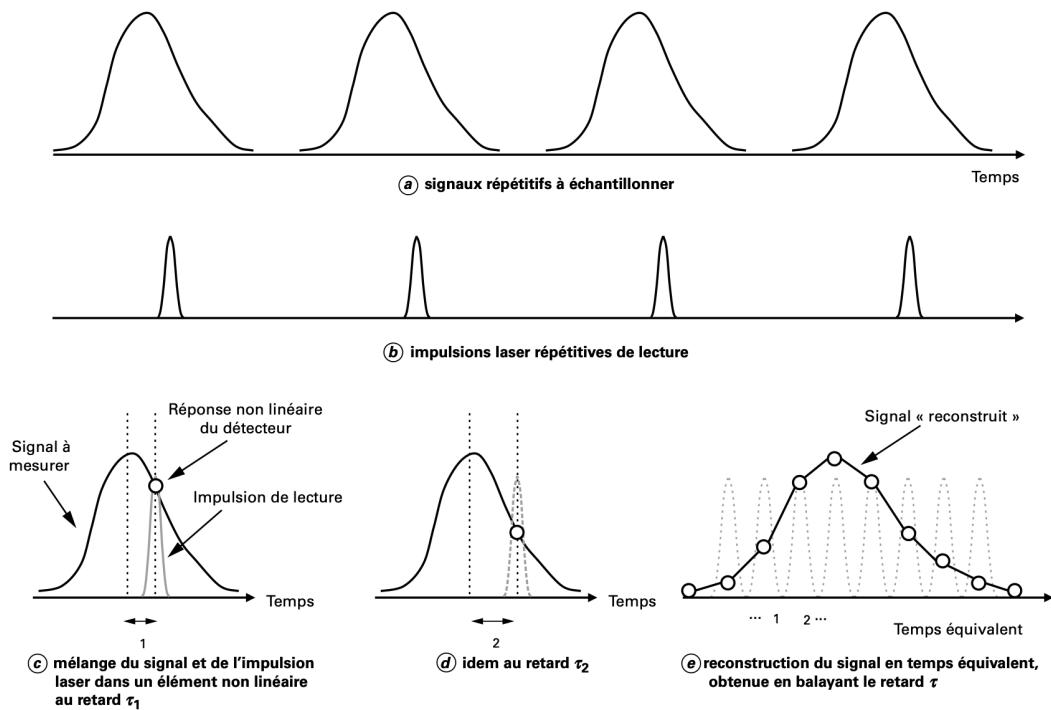 Temps
a signaux répétitifs à échantillonner
b impulsions laser répétitives de lecture
Signal à
mesurer
Réponse non linéaire
du détecteur
Impulsion de lecture
Temps
1
c mélange du signal et de l'impulsion
laser dans un élément non linéaire
au retard τ1
Temps
2
d idem au retard τ2
Signal « reconstruit »
... 1 2 ...
Temps équivalent
e reconstruction du signal en temps équivalent,
obtenue en balayant le retard τ